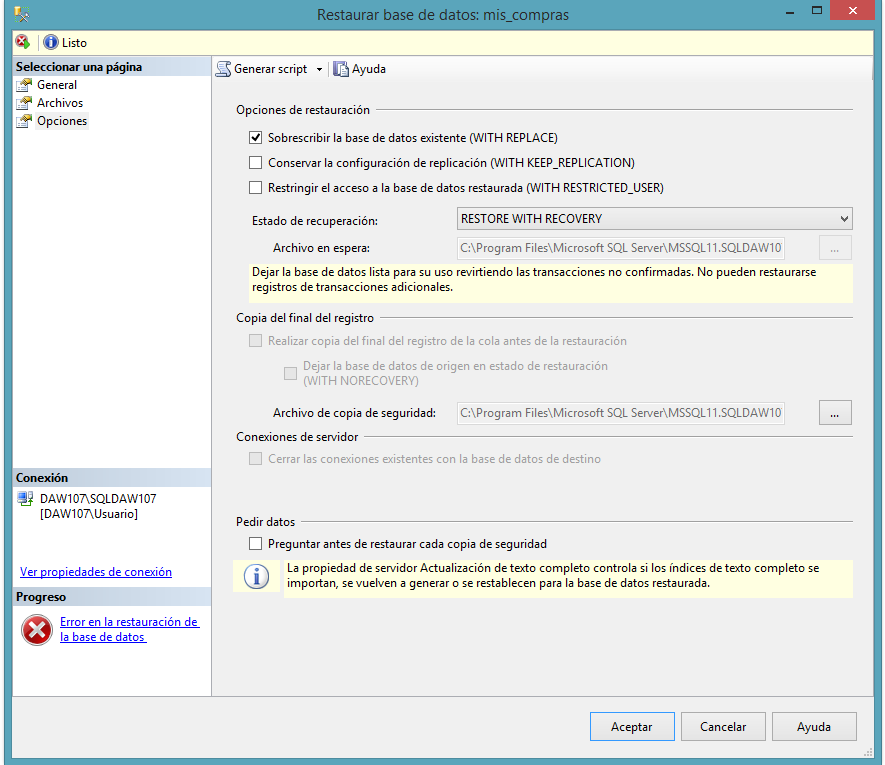 Restaurar base de datos: mis_compras
Listo
Seleccionar una página
General
Archivos
Opciones
Generar script
Ayuda
Opciones de restauración
Sobrescribir la base de datos existente (WITH REPLACE)
Conservar la configuración de replicación (WITH KEEP_REPLICATION)
Restringir el acceso a la base de datos restaurada (WITH RESTRICTED_USER)
Estado de recuperación:
RESTORE WITH RECOVERY
Archivo en espera:
C:\Program Files\Microsoft SQL Server\MSSQL11.SQLDAW10
...
Dejar la base de datos lista para su uso revirtiendo las transacciones no confirmadas. No pueden restaurarse
registros de transacciones adicionales.
Copia del final del registro
Realizar copia del final del registro de la cola antes de la restauración
Dejar la base de datos de origen en estado de restauración
(WITH NORECOVERY)
Archivo de copia de seguridad:
C:\Program Files\Microsoft SQL Server\MSSQL11.SQLDAW10
...
Conexiones de servidor
Cerrar las conexiones existentes con la base de datos de destino
Pedir datos
Preguntar antes de restaurar cada copia de seguridad
La propiedad de servidor Actualización de texto completo controla si los índices de texto completo se
importan, se vuelven a generar o se restablecen para la base de datos restaurada.
Conexión
DAW107\SQLDAW107
[DAW107\Usuario]
Ver propiedades de conexión
Progreso
Error en la restauración de
la base de datos
Aceptar
Cancelar
Ayuda